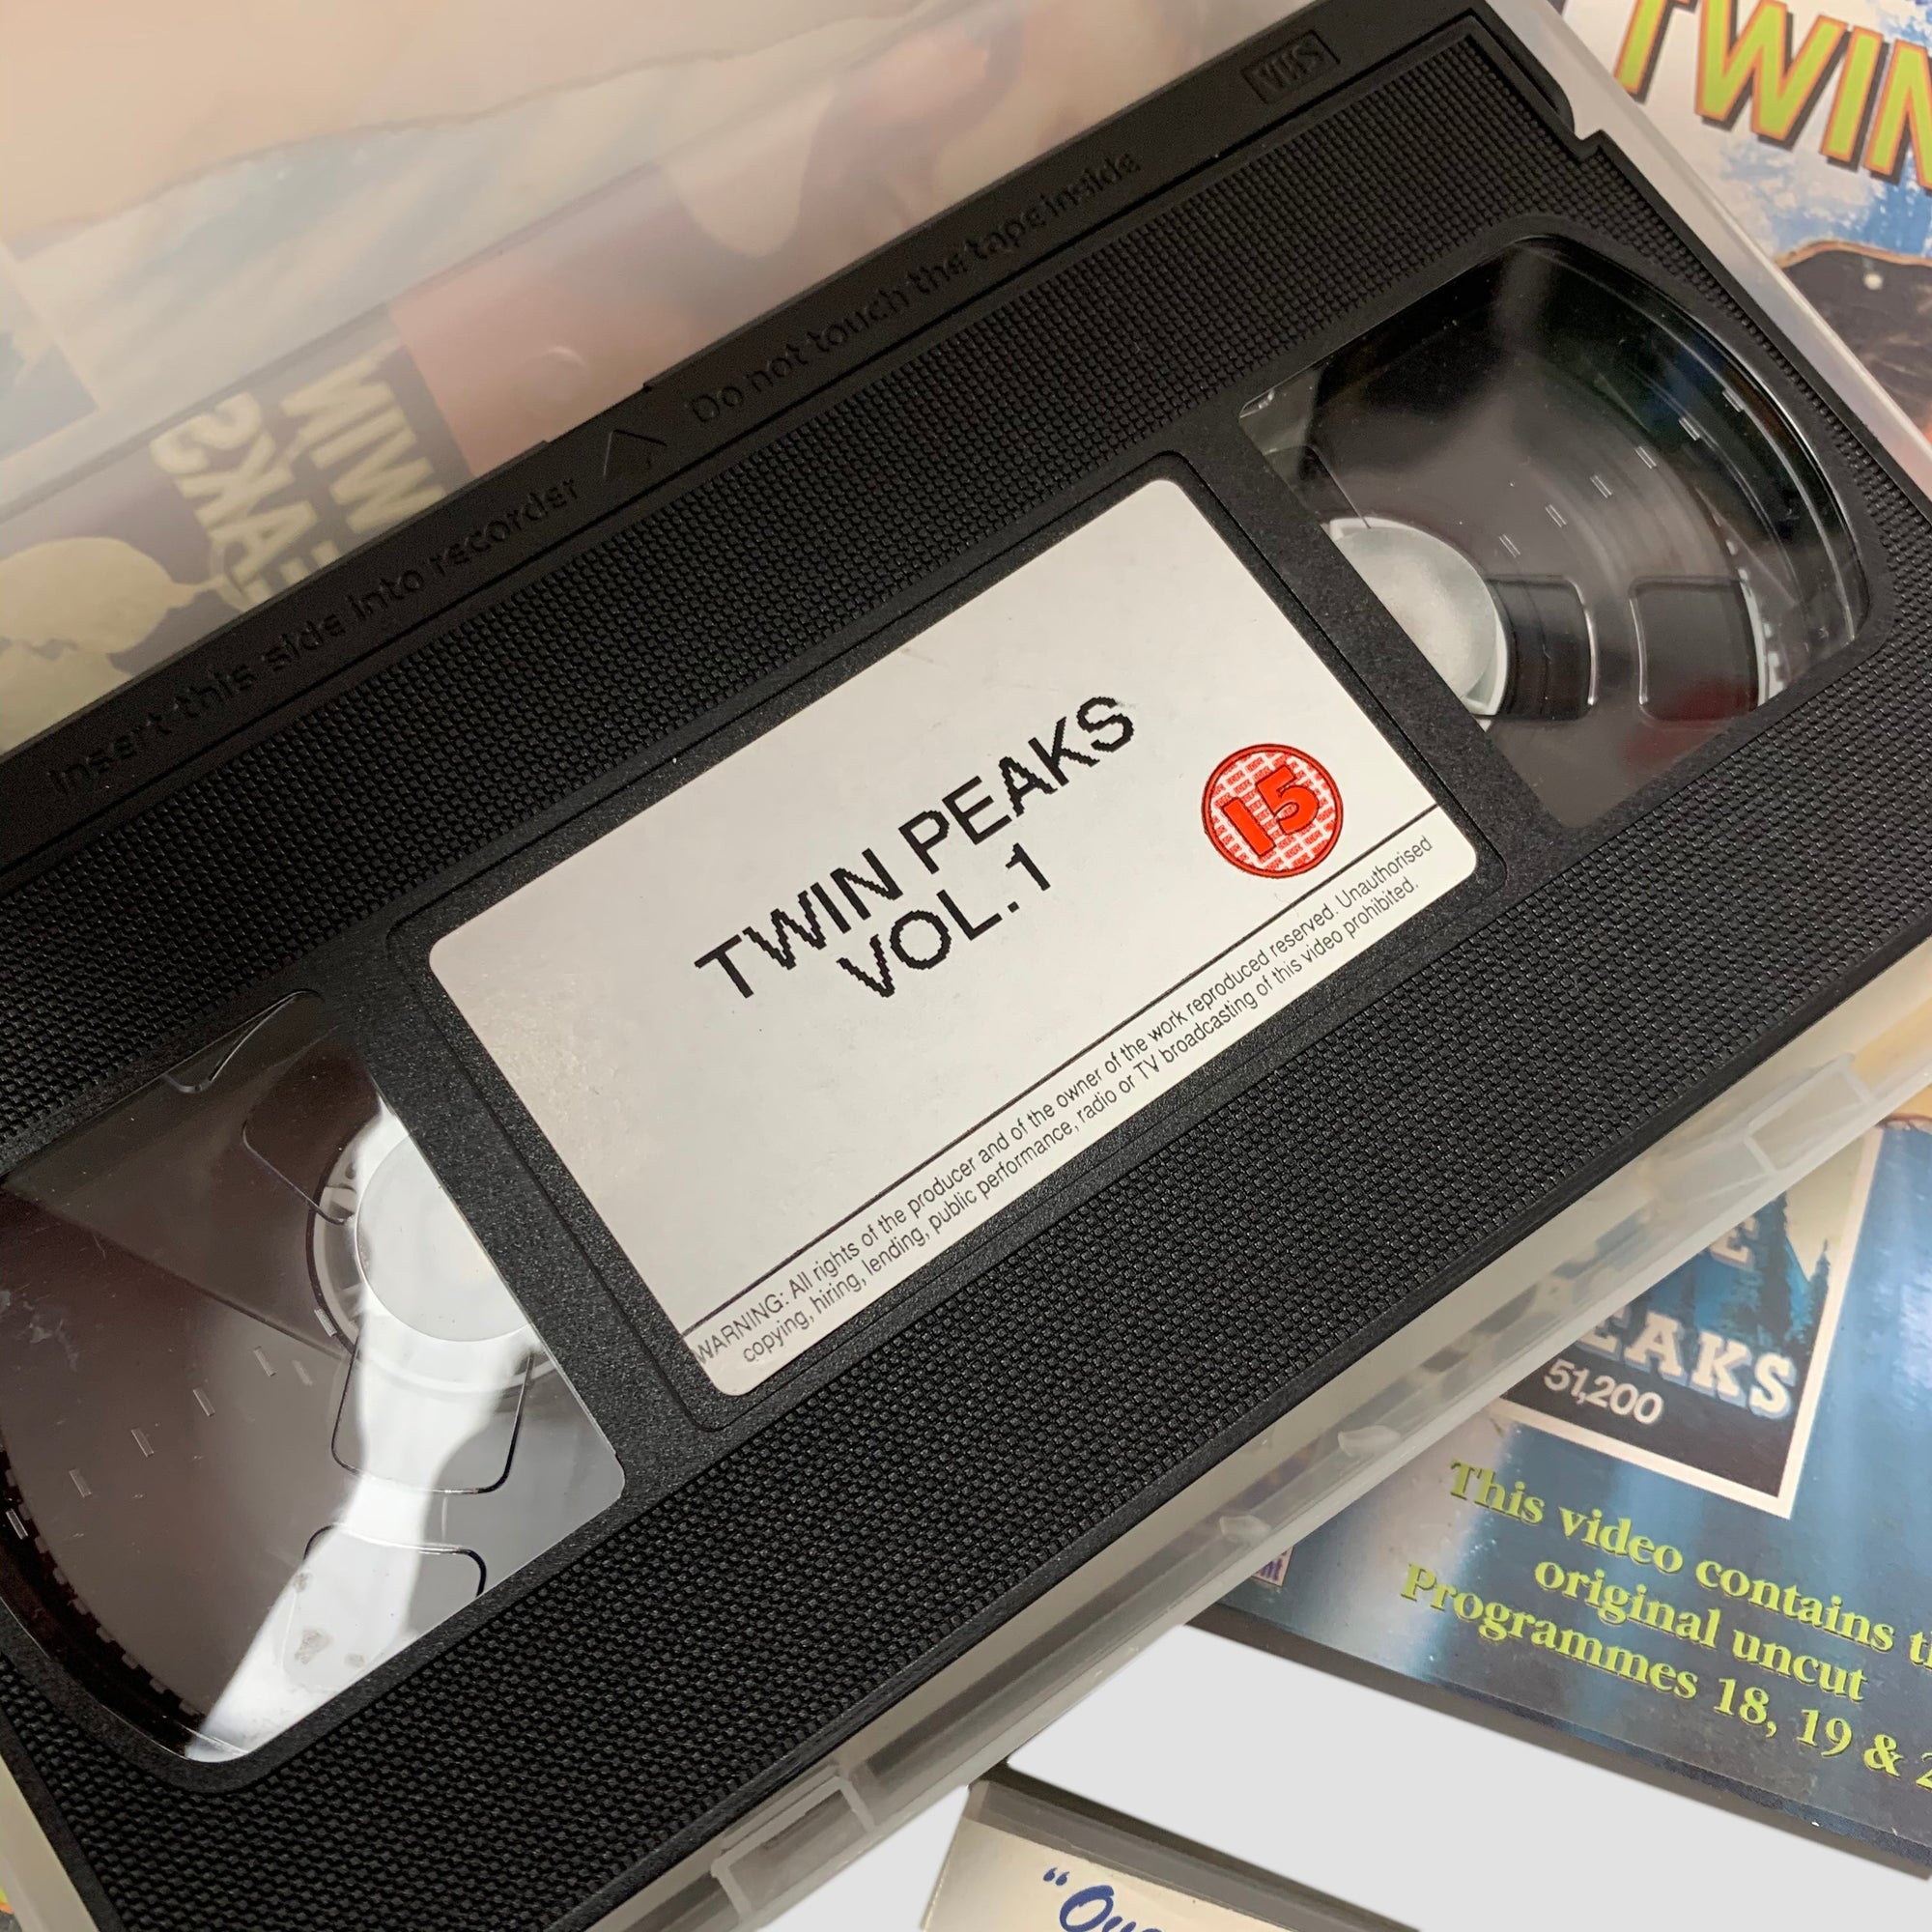 TWIN
VHS
Do not touch the tape inside
Insert this side into recorder
TWIN
PEAKS
TWIN PEAKS
VOL. 1
15
WARNING: All rights of the producer and of the owner of the work reproduced reserved. Unauthorised
copying, hiring, lending, public performance, radio or TV broadcasting of this video prohibited.
EAKS
51,200
This video contains
original uncut
Programmes 18, 19 &